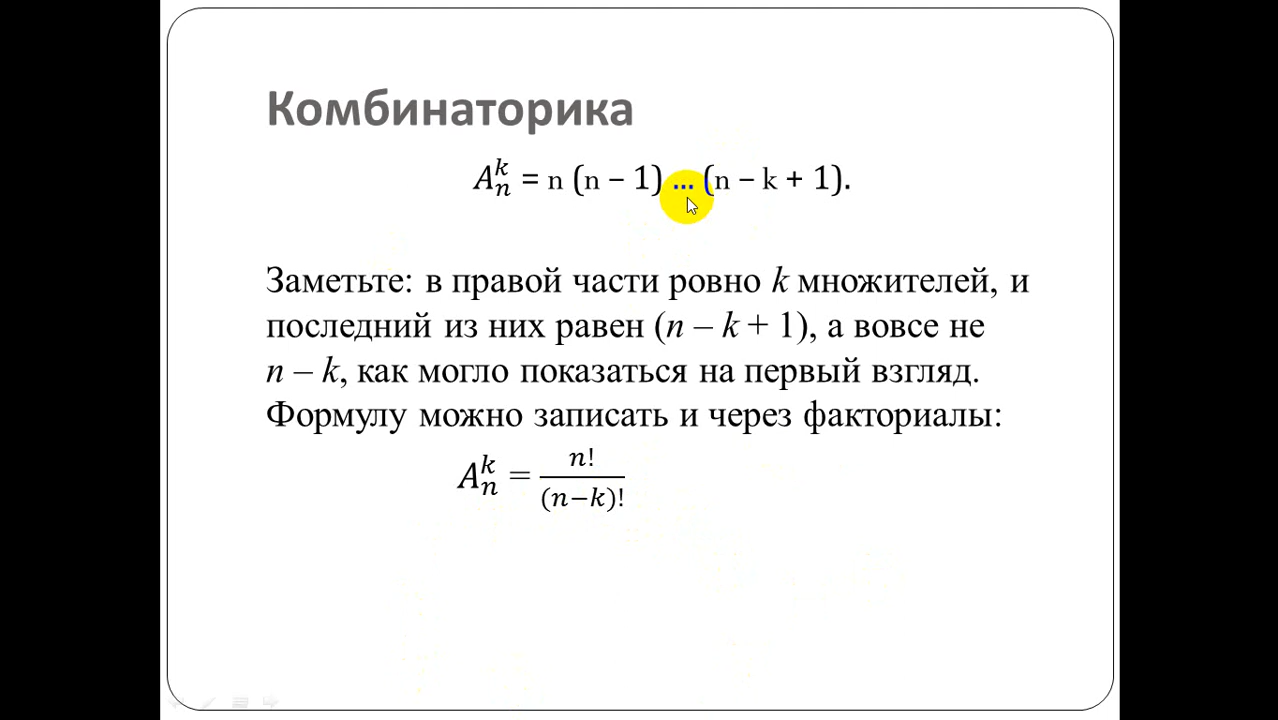 Комбинаторика
A_n^k = n (n – 1) ... (n – k + 1).
Заметьте: в правой части ровно k множителей, и
последний из них равен (n – k + 1), а вовсе не
n – k, как могло показаться на первый взгляд.
Формулу можно записать и через факториалы:
A_n^k = n! / (n−k)!